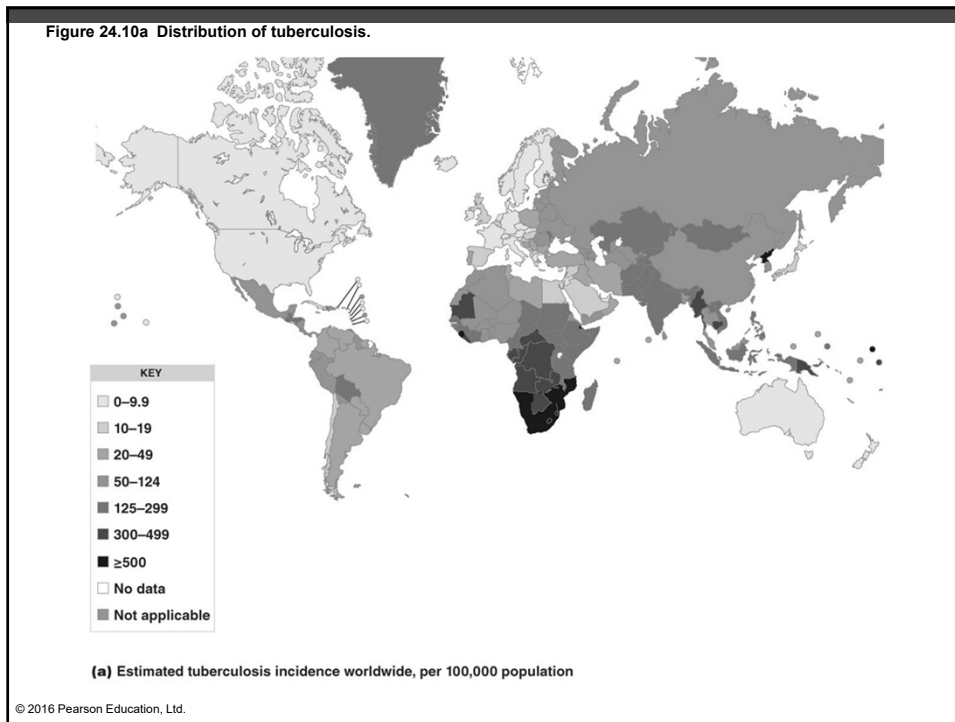 Figure 24.10a Distribution of tuberculosis.
KEY
0–9.9
10–19
20–49
50–124
125–299
300–499
≥500
No data
Not applicable
(a) Estimated tuberculosis incidence worldwide, per 100,000 population
© 2016 Pearson Education, Ltd.